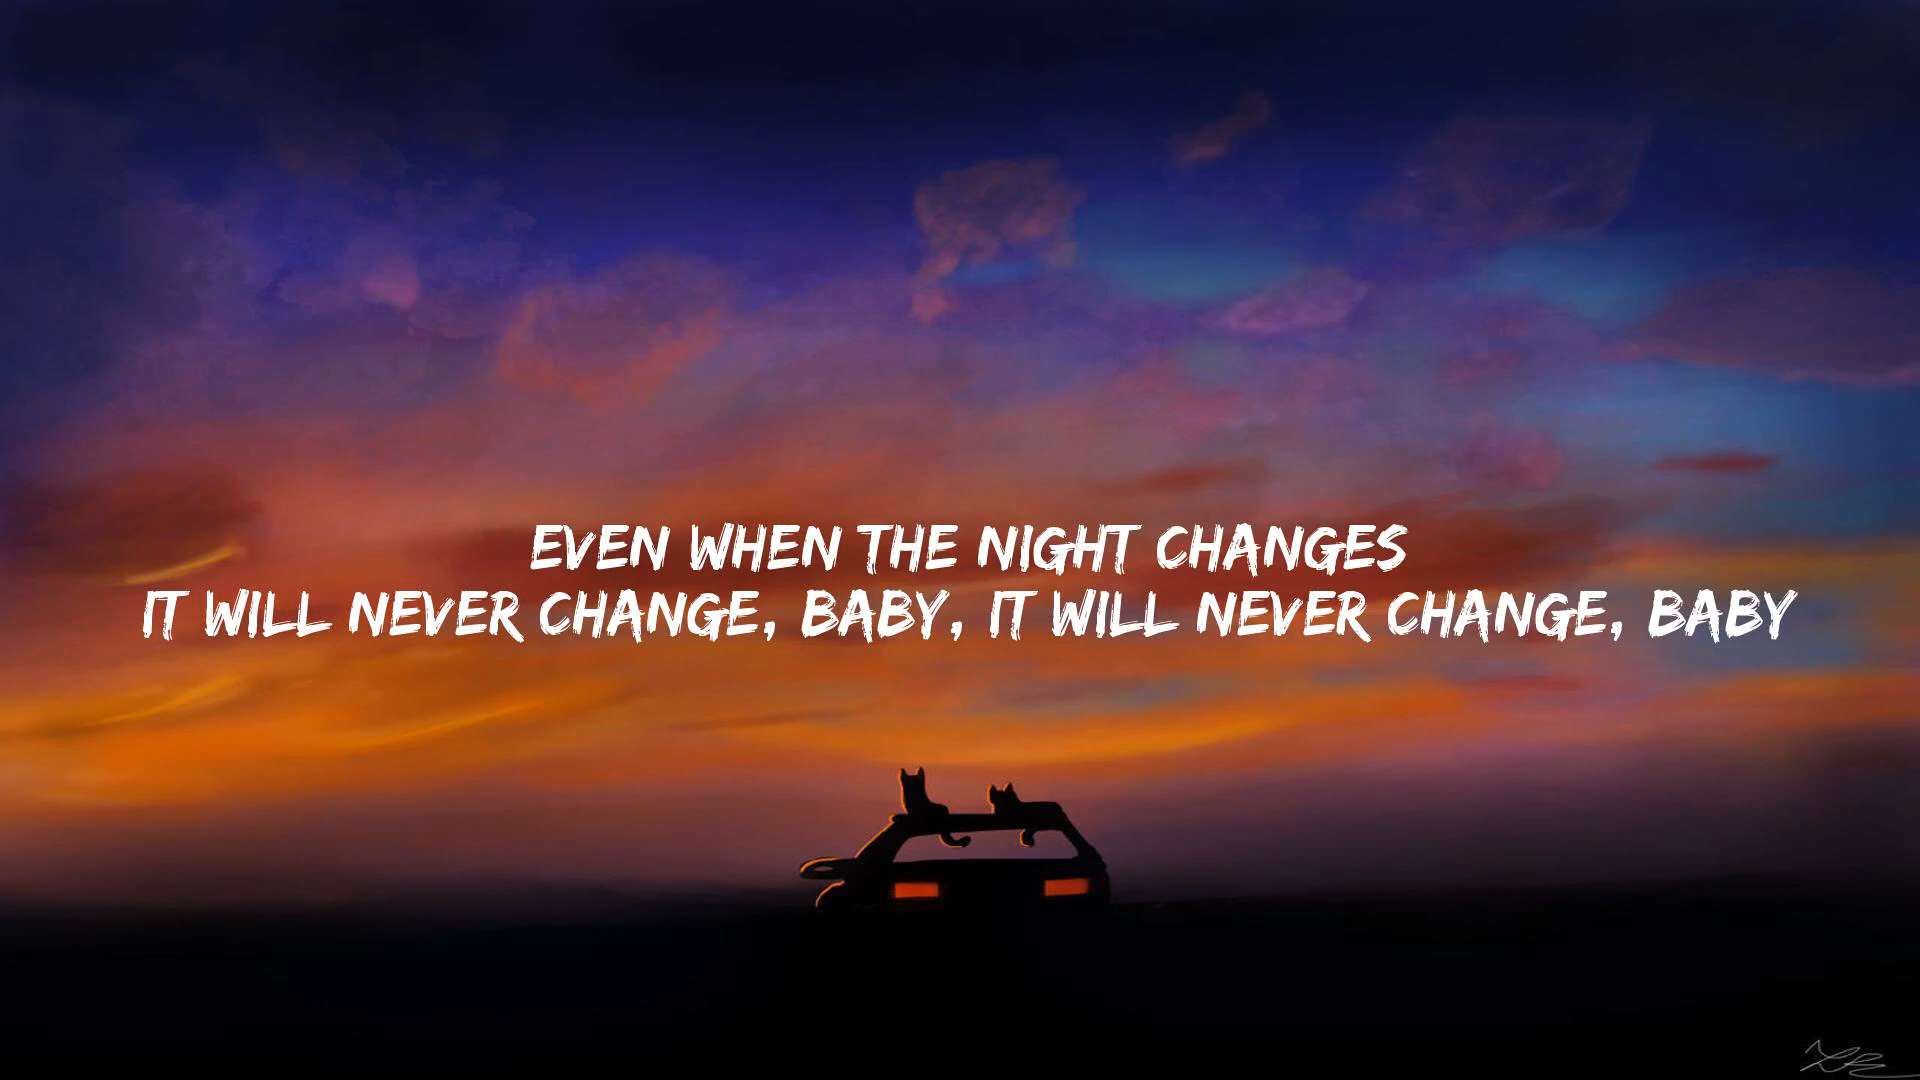 EVEN WHEN THE NIGHT CHANGES
IT WILL NEVER CHANGE, BABY, IT WILL NEVER CHANGE, BABY